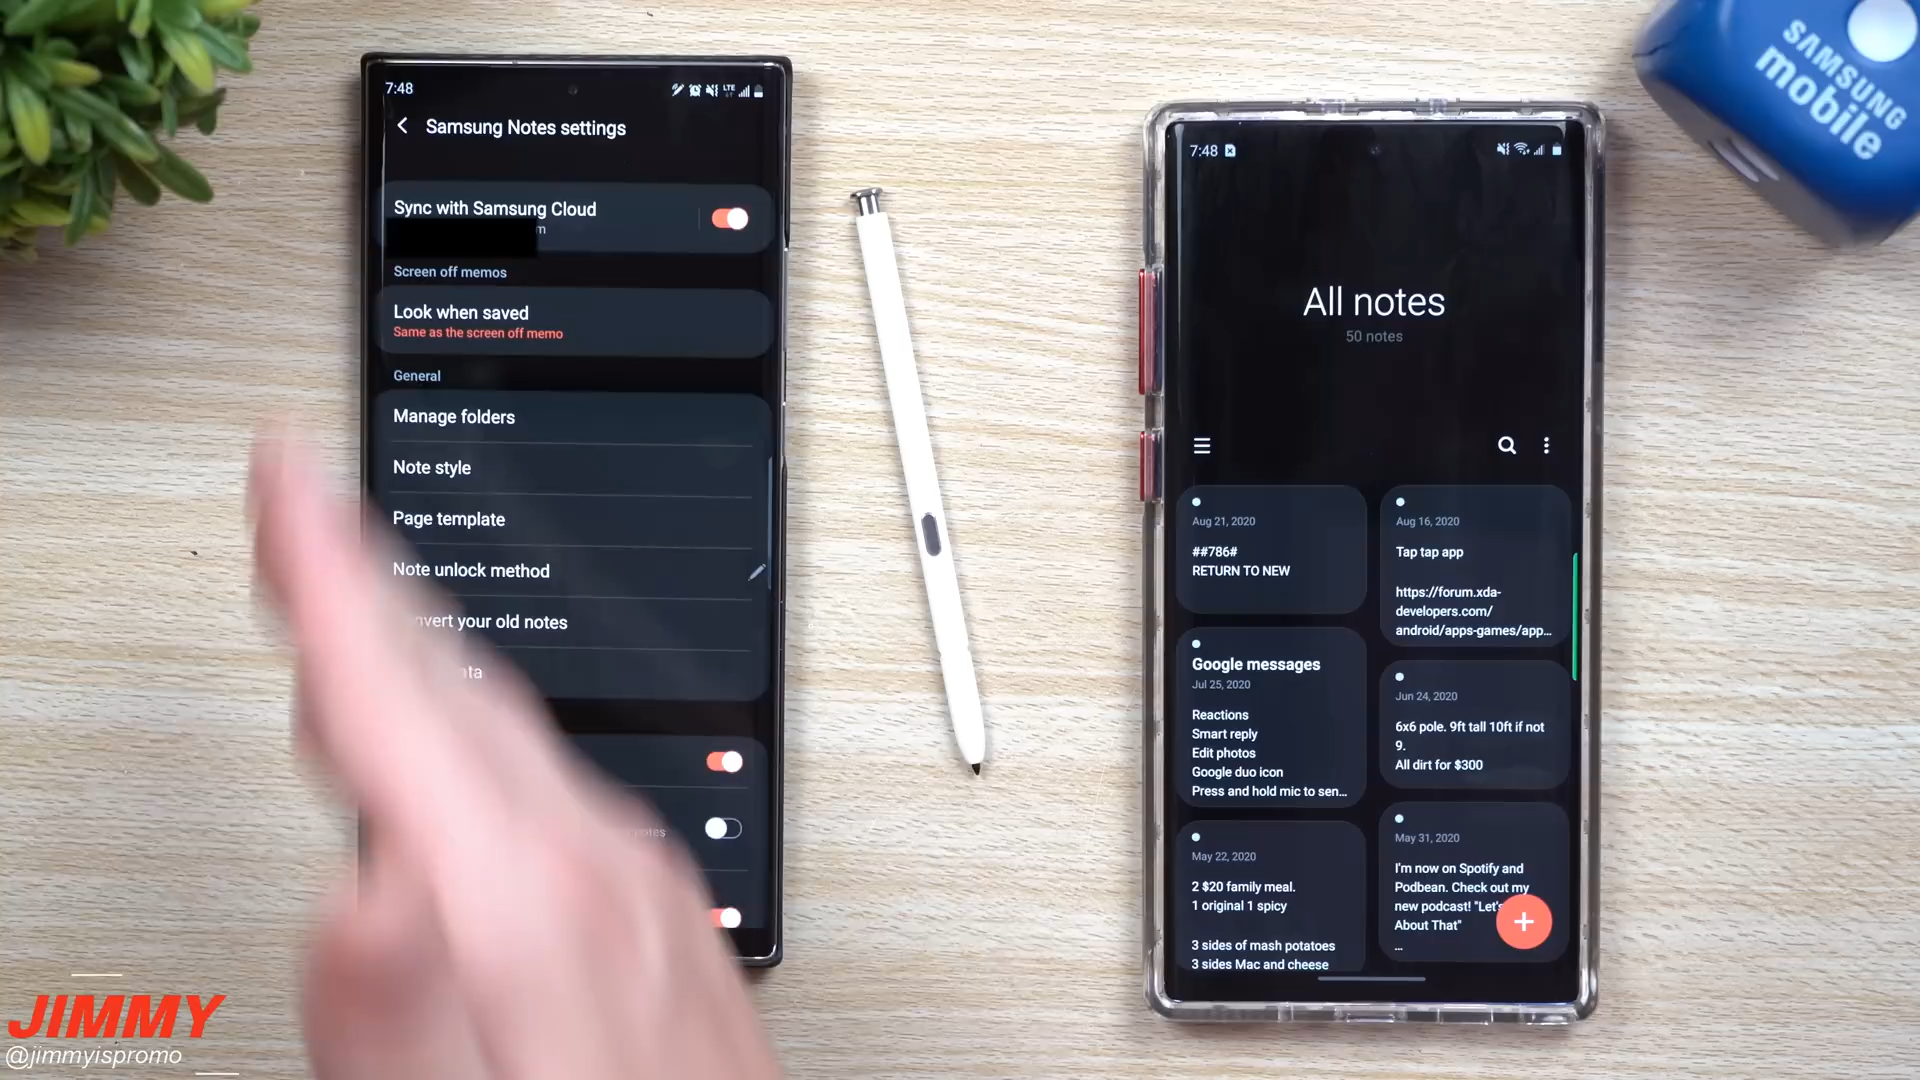 7:48
LTE
Samsung Notes settings
Sync with Samsung Cloud
m
Screen off memos
Look when saved
Same as the screen off memo
General
Manage folders
Note style
Page template
Note unlock method
nvert your old notes
ata
notes
7:48
All notes
50 notes
Aug 21, 2020
##786#
RETURN TO NEW
Aug 16, 2020
Tap tap app
https://forum.xda-
developers.com/
android/apps-games/app...
Google messages
Jul 25, 2020
Reactions
Smart reply
Edit photos
Google duo icon
Press and hold mic to sen...
Jun 24, 2020
6x6 pole. 9ft tall 10ft if not
9.
All dirt for $300
May 22, 2020
2 $20 family meal.
1 original 1 spicy
3 sides of mash potatoes
3 sides Mac and cheese
May 31, 2020
I'm now on Spotify and
Podbean. Check out my
new podcast! "Let's
About That"
...
SAMSUNG
mobile
JIMMY
@jimmyispromo